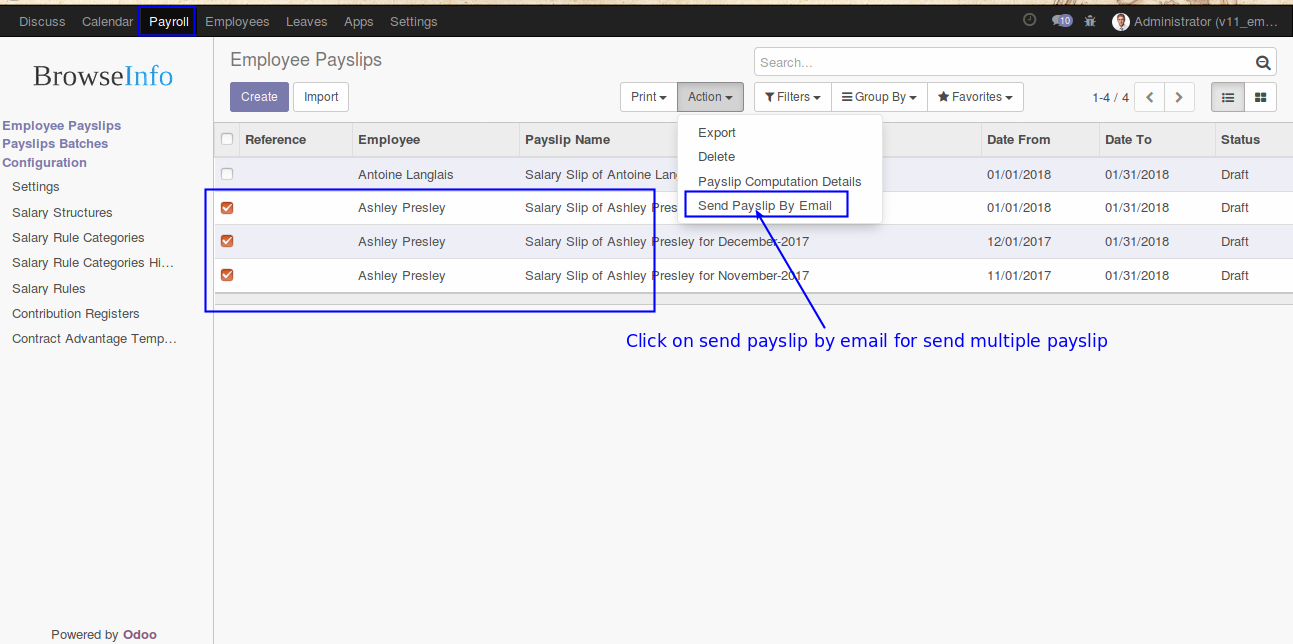 Discuss Calendar Payroll Employees Leaves Apps Settings 10 Administrator (v11_em...
BrowseInfo
Employee Payslips
Payslips Batches
Configuration
Settings
Salary Structures
Salary Rule Categories
Salary Rule Categories Hi...
Salary Rules
Contribution Registers
Contract Advantage Temp...
Powered by Odoo
Employee Payslips
Search...
Create Import Print Action Filters Group By Favorites 1-4 / 4
Export
Delete
Payslip Computation Details
Send Payslip By Email
Reference Employee Payslip Name Date From Date To Status
Antoine Langlais Salary Slip of Antoine Lan 01/01/2018 01/31/2018 Draft
Ashley Presley Salary Slip of Ashley Pres 01/01/2018 01/31/2018 Draft
Ashley Presley Salary Slip of Ashley Presley for December-2017 12/01/2017 01/31/2018 Draft
Ashley Presley Salary Slip of Ashley Presley for November-2017 11/01/2017 01/31/2018 Draft
Click on send payslip by email for send multiple payslip